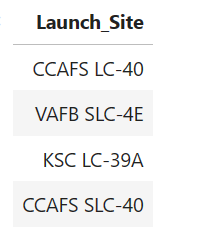 Launch_Site
CCAFS LC-40
VAFB SLC-4E
KSC LC-39A
CCAFS SLC-40